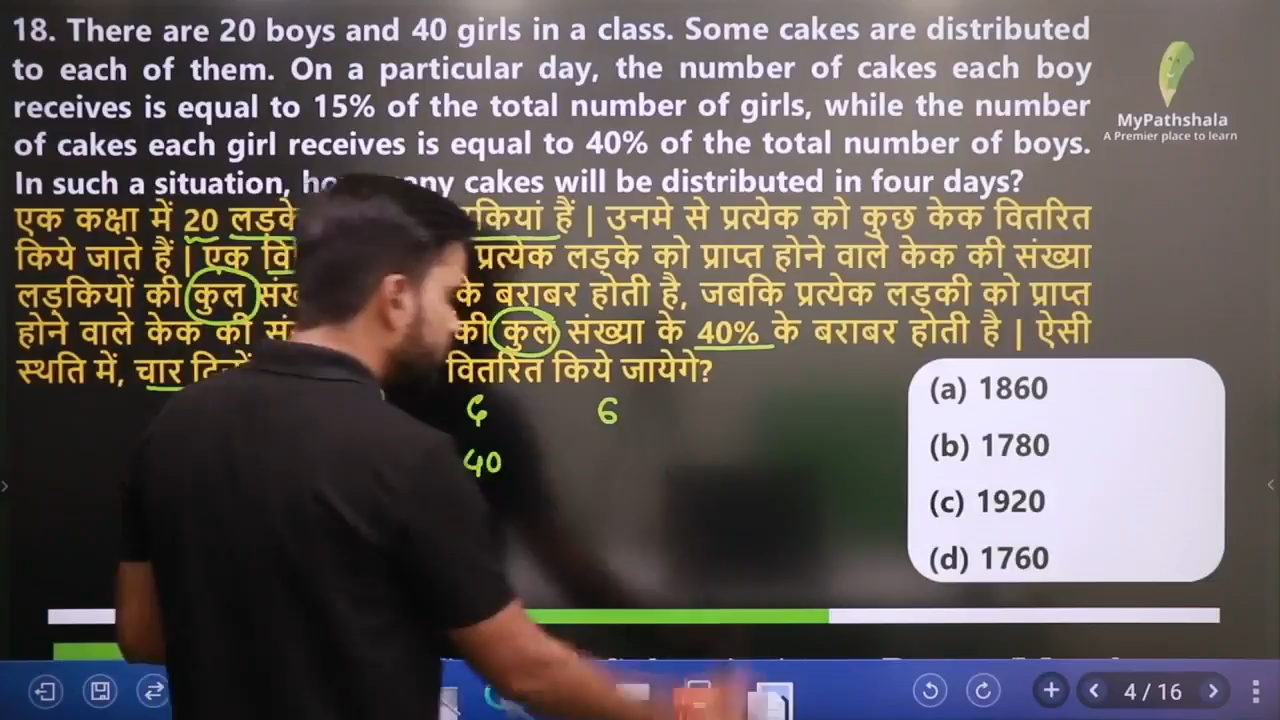 18. There are 20 boys and 40 girls in a class. Some cakes are distributed
to each of them. On a particular day, the number of cakes each boy
receives is equal to 15% of the total number of girls, while the number
of cakes each girl receives is equal to 40% of the total number of boys.
In such a situation, cakes will be distributed in four days?
एक कक्षा में 20 लड़के हैं | उनमे से प्रत्येक को कुछ केक वितरित
किये जाते हैं | एक प्रत्येक लड़के को प्राप्त होने वाले केक की संख्या
लड़कियों की कुल के बराबर होती है, जबकि प्रत्येक लड़की को प्राप्त
होने वाले केक की की कुल संख्या के 40% के बराबर होती है | ऐसी
स्थति में, चार वितरित किये जायेगे?
MyPathshala
A Premier place to learn
6
40
(a) 1860
(b) 1780
(c) 1920
(d) 1760
4 / 16